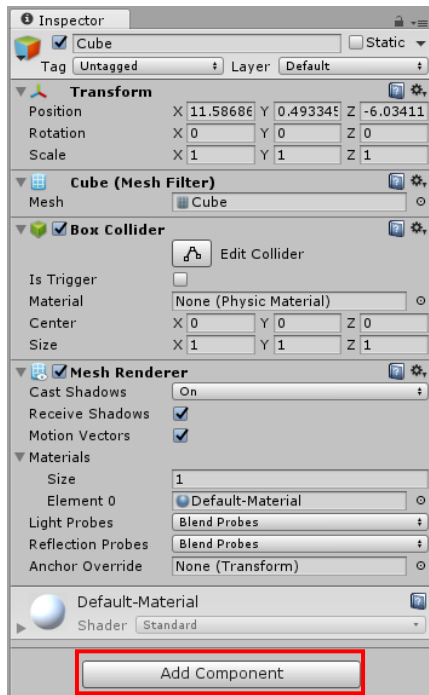 Inspector
Cube Static
Tag Untagged Layer Default
Transform
Position X 11.58686 Y 0.493345 Z -6.03411
Rotation X 0 Y 0 Z 0
Scale X 1 Y 1 Z 1
Cube (Mesh Filter)
Mesh Cube
Box Collider
Edit Collider
Is Trigger
Material None (Physic Material)
Center X 0 Y 0 Z 0
Size X 1 Y 1 Z 1
Mesh Renderer
Cast Shadows On
Receive Shadows
Motion Vectors
Materials
Size 1
Element 0 Default-Material
Light Probes Blend Probes
Reflection Probes Blend Probes
Anchor Override None (Transform)
Default-Material
Shader Standard
Add Component